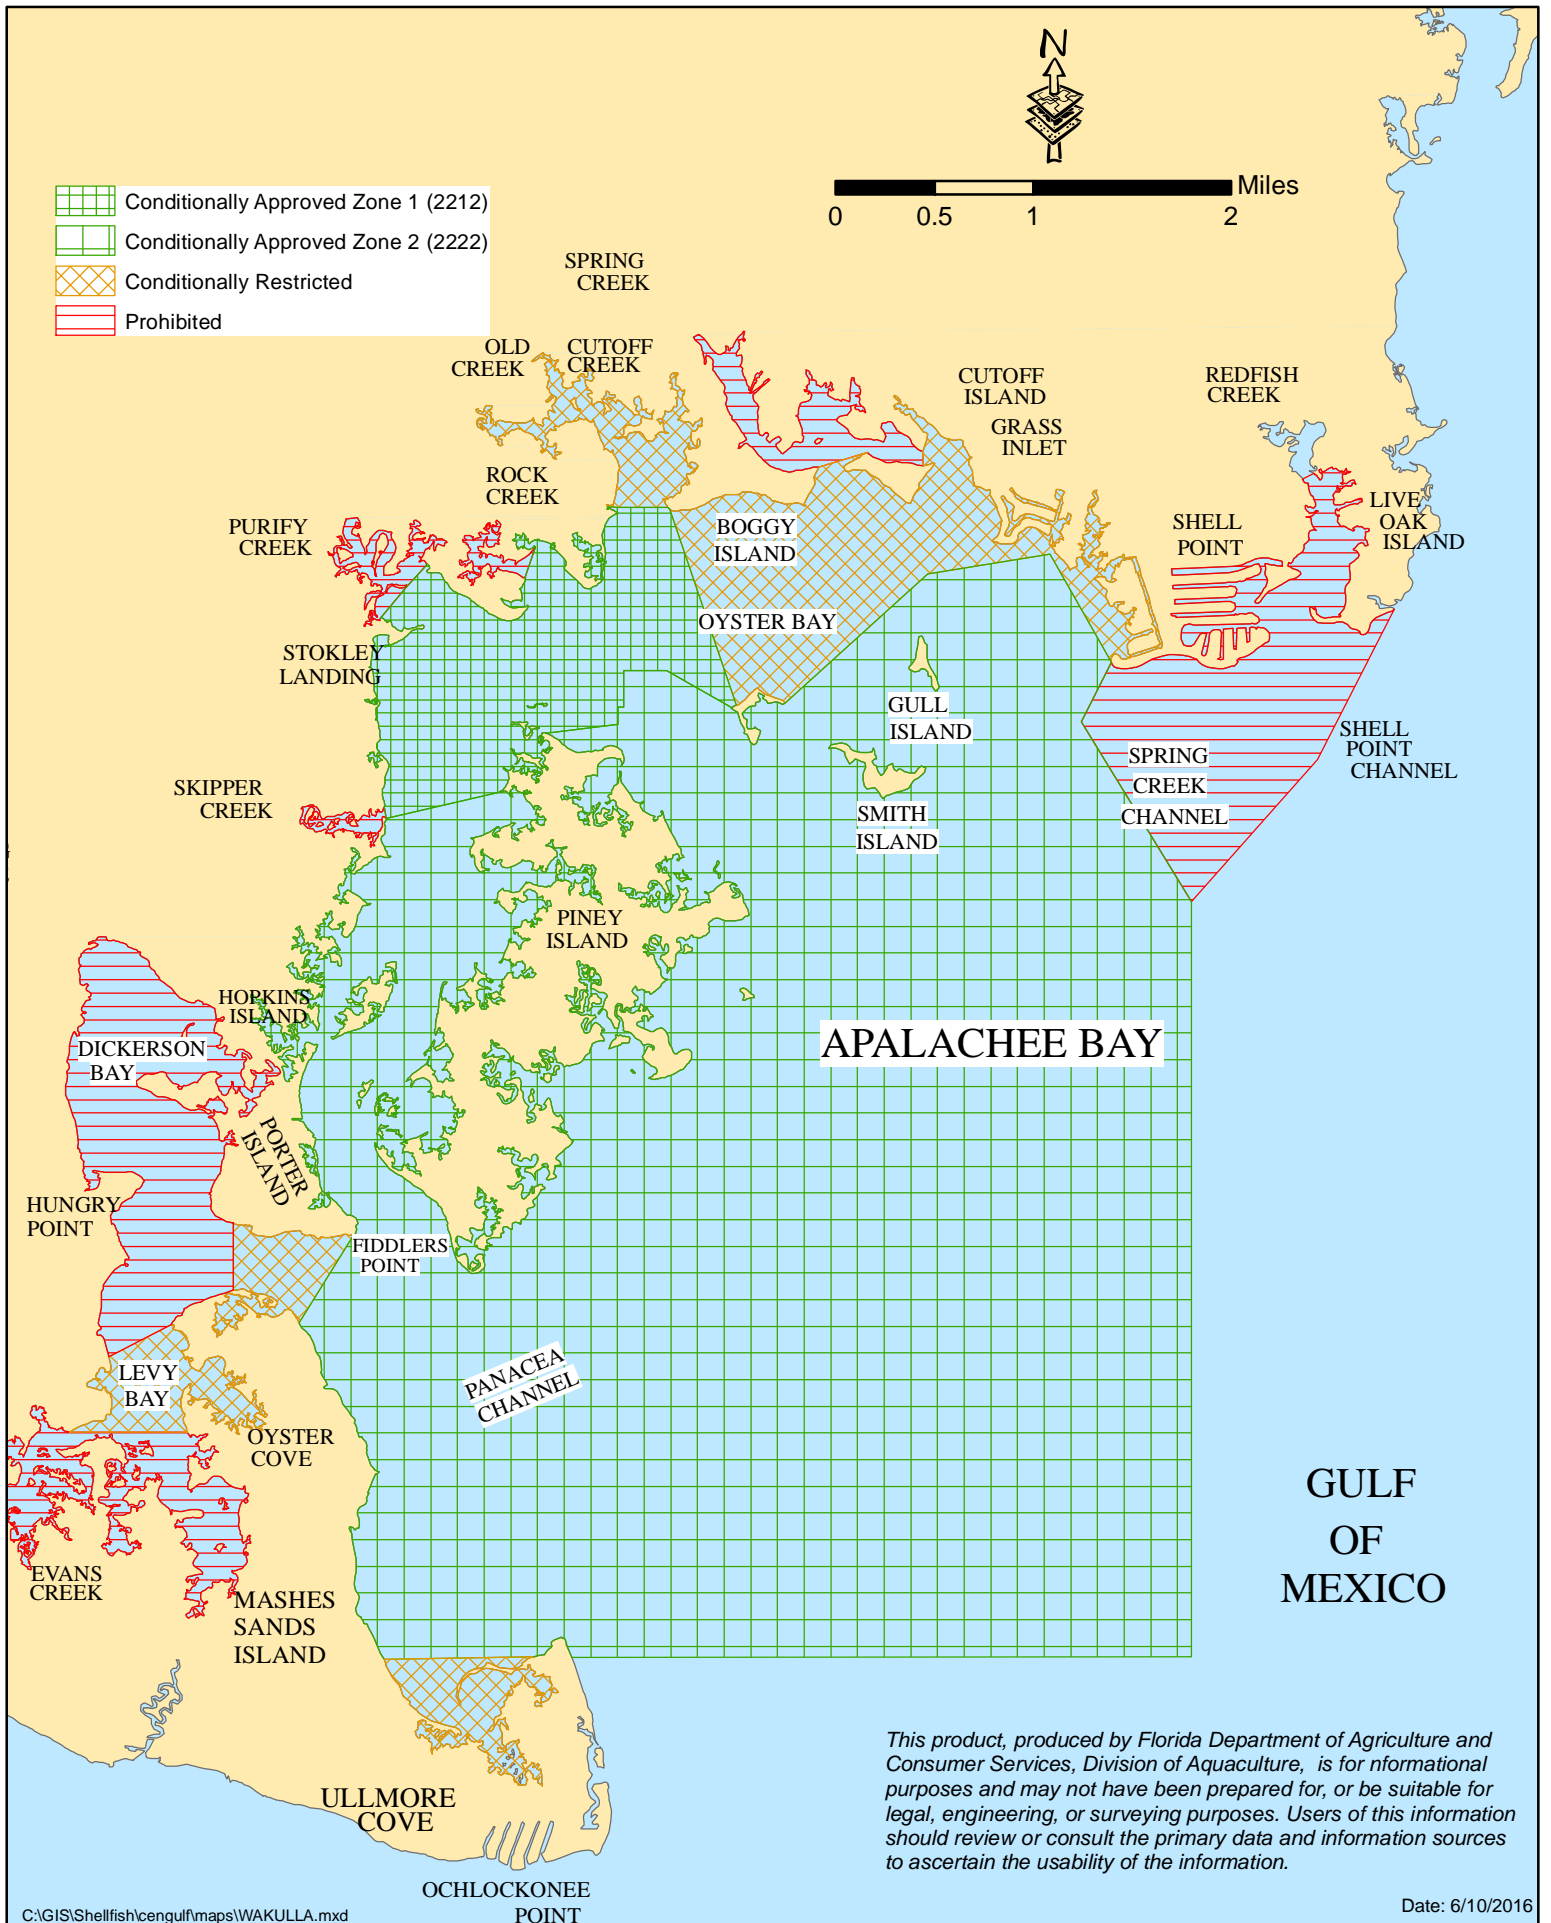 N
Miles
0 0.5 1 2
Conditionally Approved Zone 1 (2212)
Conditionally Approved Zone 2 (2222)
Conditionally Restricted
Prohibited
SPRING
CREEK
OLD
CREEK
CUTOFF
CREEK
CUTOFF
ISLAND
GRASS
INLET
REDFISH
CREEK
ROCK
CREEK
PURIFY
CREEK
BOGGY
ISLAND
SHELL
POINT
LIVE
OAK
ISLAND
OYSTER BAY
STOKLEY
LANDING
GULL
ISLAND
SHELL
POINT
CHANNEL
SPRING
CREEK
CHANNEL
SKIPPER
CREEK
SMITH
ISLAND
PINEY
ISLAND
HOPKINS
ISLAND
DICKERSON
BAY
APALACHEE BAY
PORTER
ISLAND
HUNGRY
POINT
FIDDLERS
POINT
LEVY
BAY
PANACEA
CHANNEL
OYSTER
COVE
EVANS
CREEK
MASHES
SANDS
ISLAND
GULF
OF
MEXICO
ULLMORE
COVE
OCHLOCKONEE
POINT
This product, produced by Florida Department of Agriculture and
Consumer Services, Division of Aquaculture, is for nformational
purposes and may not have been prepared for, or be suitable for
legal, engineering, or surveying purposes. Users of this information
should review or consult the primary data and information sources
to ascertain the usability of the information.
C:\GIS\Shellfish\cengulf\maps\WAKULLA.mxd
Date: 6/10/2016